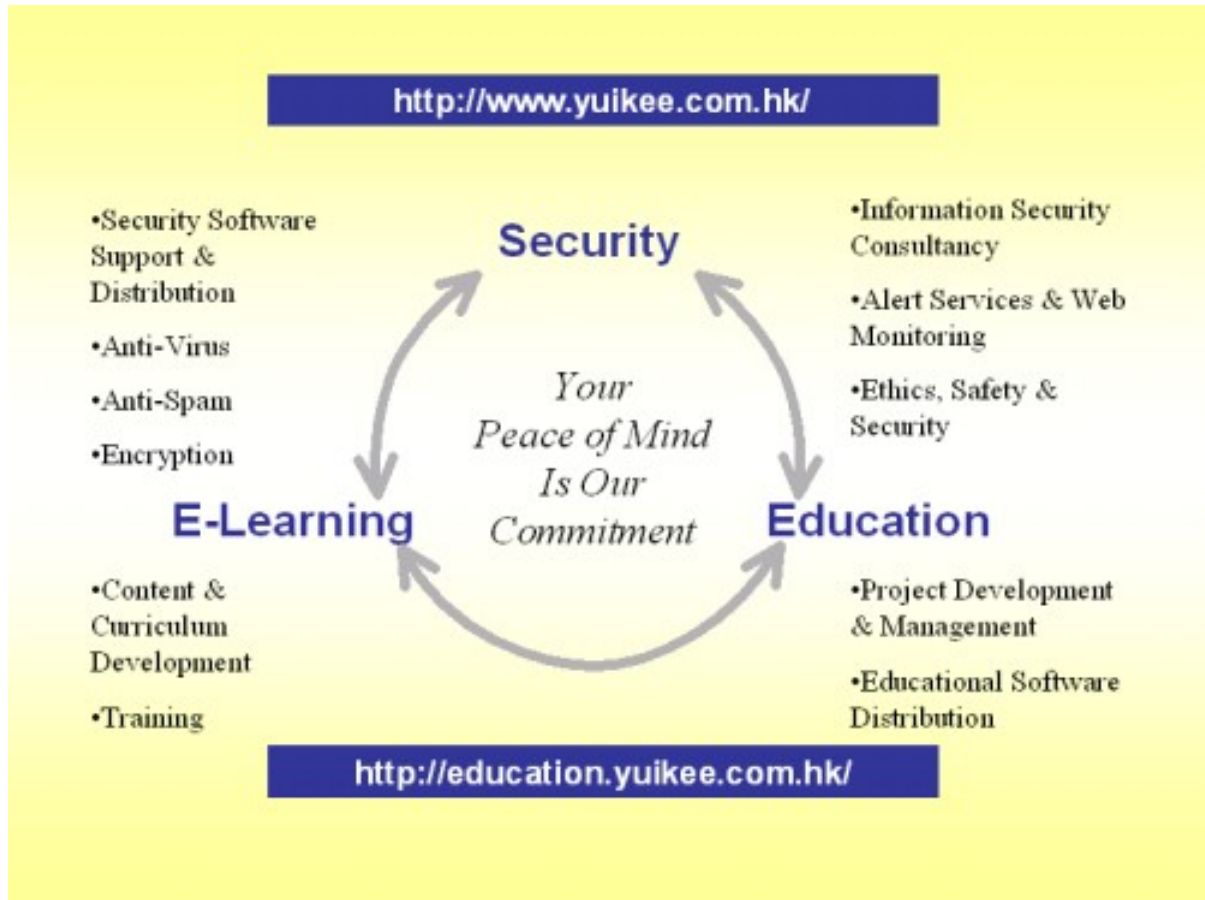 http://www.yuikee.com.hk/
•Security Software
Support &
Distribution
•Anti-Virus
•Anti-Spam
•Encryption
Security
•Information Security
Consultancy
•Alert Services & Web
Monitoring
•Ethics, Safety &
Security
Your
Peace of Mind
Is Our
Commitment
E-Learning
Education
•Content &
Curriculum
Development
•Training
•Project Development
& Management
•Educational Software
Distribution
http://education.yuikee.com.hk/